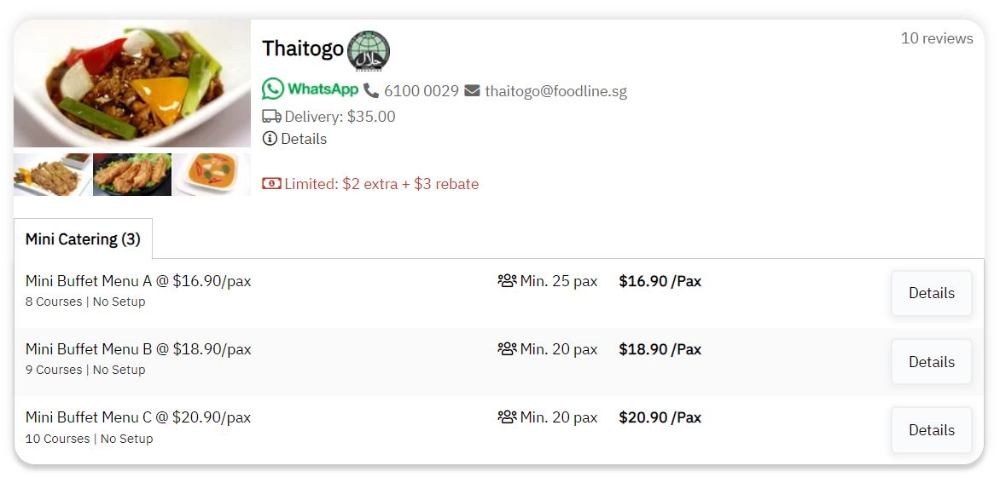 Thaitogo
حلال
SINGAPORE
10 reviews
WhatsApp 6100 0029 thaitogo@foodline.sg
Delivery: $35.00
Details
Limited: $2 extra + $3 rebate
Mini Catering (3)
Mini Buffet Menu A @ $16.90/pax Min. 25 pax $16.90 /Pax Details
8 Courses | No Setup
Mini Buffet Menu B @ $18.90/pax Min. 20 pax $18.90 /Pax Details
9 Courses | No Setup
Mini Buffet Menu C @ $20.90/pax Min. 20 pax $20.90 /Pax Details
10 Courses | No Setup